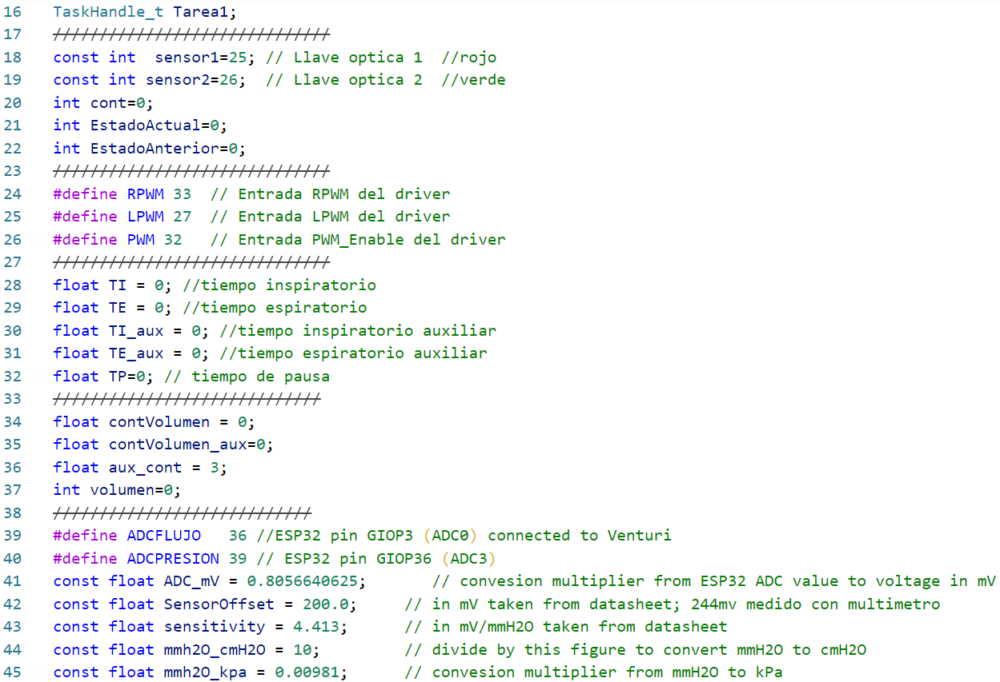 16 TaskHandle_t Tarea1;
17 //////////////////////////////
18 const int  sensor1=25; // Llave optica 1  //rojo
19 const int sensor2=26;  // Llave optica 2  //verde
20 int cont=0;
21 int EstadoActual=0;
22 int EstadoAnterior=0;
23 //////////////////////////////
24 #define RPWM 33  // Entrada RPWM del driver
25 #define LPWM 27  // Entrada LPWM del driver
26 #define PWM 32   // Entrada PWM_Enable del driver
27 //////////////////////////////
28 float TI = 0; //tiempo inspiratorio
29 float TE = 0; //tiempo espiratorio
30 float TI_aux = 0; //tiempo inspiratorio auxiliar
31 float TE_aux = 0; //tiempo espiratorio auxiliar
32 float TP=0; // tiempo de pausa
33 /////////////////////////////
34 float contVolumen = 0;
35 float contVolumen_aux=0;
36 float aux_cont = 3;
37 int volumen=0;
38 ////////////////////////////
39 #define ADCFLUJO   36 //ESP32 pin GIOP3 (ADC0) connected to Venturi
40 #define ADCPRESION 39 // ESP32 pin GIOP36 (ADC3)
41 const float ADC_mV = 0.8056640625;       // convesion multiplier from ESP32 ADC value to voltage in mV
42 const float SensorOffset = 200.0;     // in mV taken from datasheet; 244mv medido con multimetro
43 const float sensitivity = 4.413;      // in mV/mmH2O taken from datasheet
44 const float mmh2O_cmH2O = 10;         // divide by this figure to convert mmH2O to cmH2O
45 const float mmh2O_kpa = 0.00981;      // convesion multiplier from mmH2O to kPa